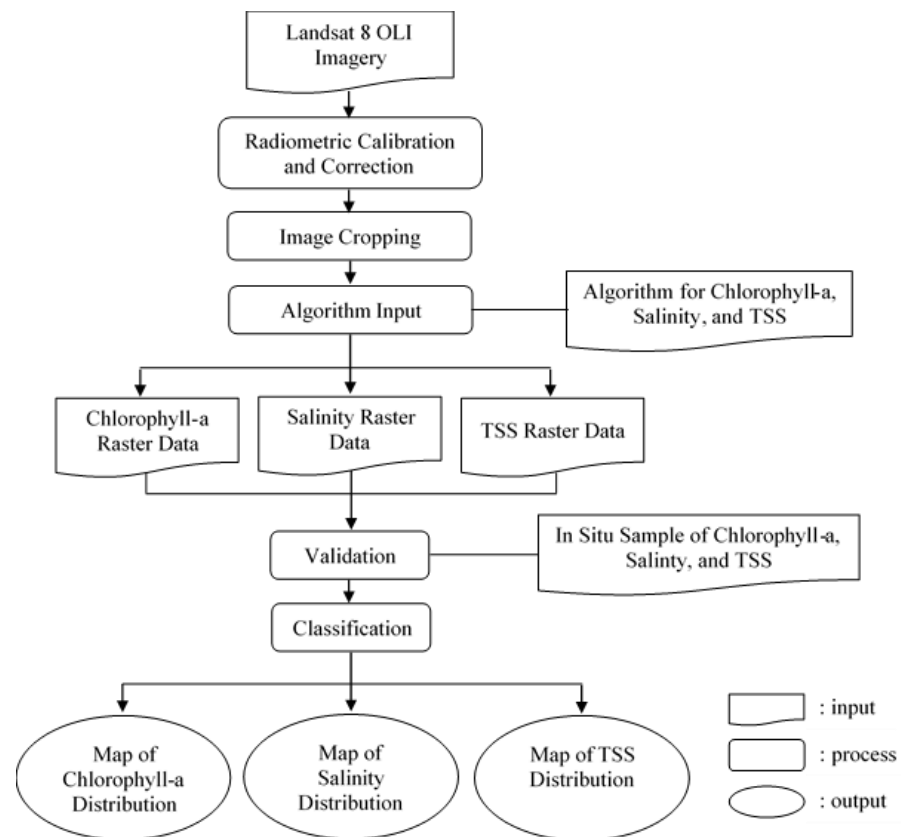 Landsat 8 OLI
Imagery
Radiometric Calibration
and Correction
Image Cropping
Algorithm Input
Algorithm for Chlorophyll-a,
Salinity, and TSS
Chlorophyll-a
Raster Data
Salinity Raster
Data
TSS Raster Data
Validation
In Situ Sample of Chlorophyll-a,
Salinty, and TSS
Classification
Map of
Chlorophyll-a
Distribution
Map of
Salinity
Distribution
Map of TSS
Distribution
: input
: process
: output